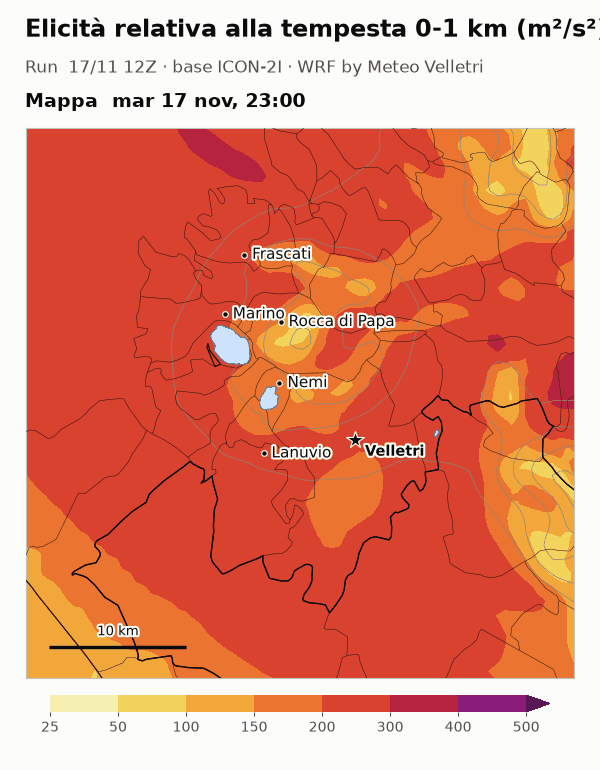 Elicità relativa alla tempesta 0-1 km (m²/s²)
Run 17/11 12Z · base ICON-2I · WRF by Meteo Velletri
Mappa mar 17 nov, 23:00
Frascati
Marino
Rocca di Papa
Nemi
Velletri
Lanuvio
10 km
25 50 100 150 200 300 400 500